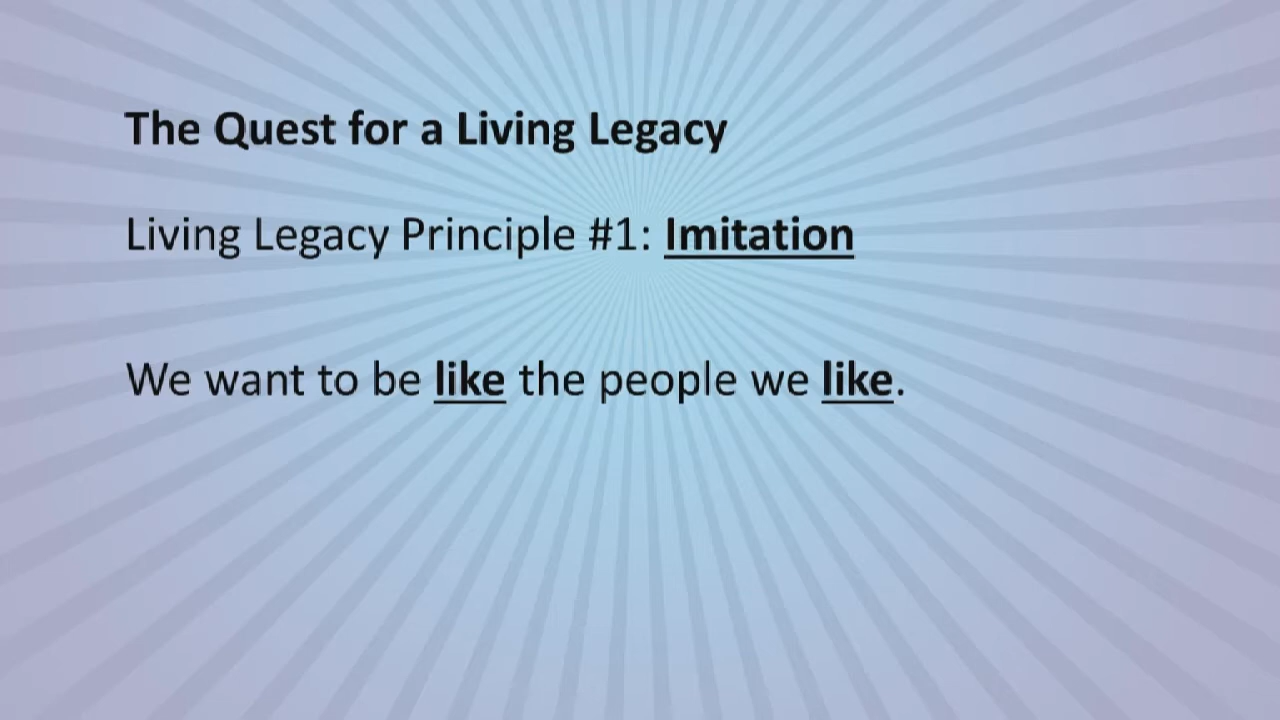 The Quest for a Living Legacy
Living Legacy Principle #1: Imitation
We want to be like the people we like.